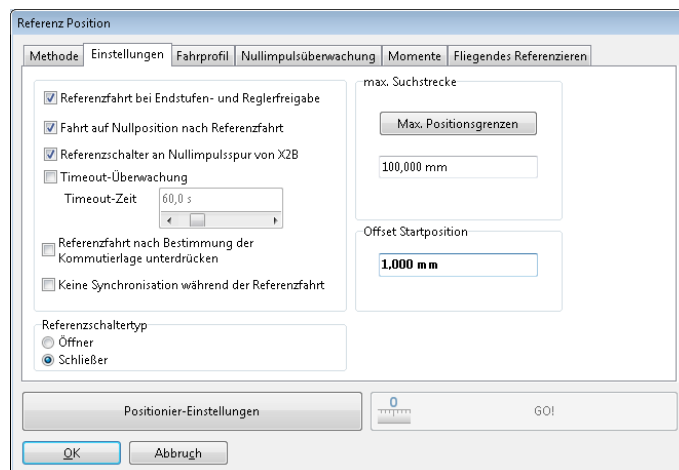 Referenz Position
Methode Einstellungen Fahrprofil Nullimpulsüberwachung Momente Fliegendes Referenzieren
Referenzfahrt bei Endstufen- und Reglerfreigabe
Fahrt auf Nullposition nach Referenzfahrt
Referenzschalter an Nullimpulsspur von X2B
Timeout-Überwachung
Timeout-Zeit 60,0 s
Referenzfahrt nach Bestimmung der
Kommutierlage unterdrücken
Keine Synchronisation während der Referenzfahrt
Referenzschaltertyp
Öffner
Schließer
max. Suchstrecke
Max. Positionsgrenzen
100,000 mm
Offset Startposition
1,000 mm
Positionier-Einstellungen
0 GO!
OK Abbruch